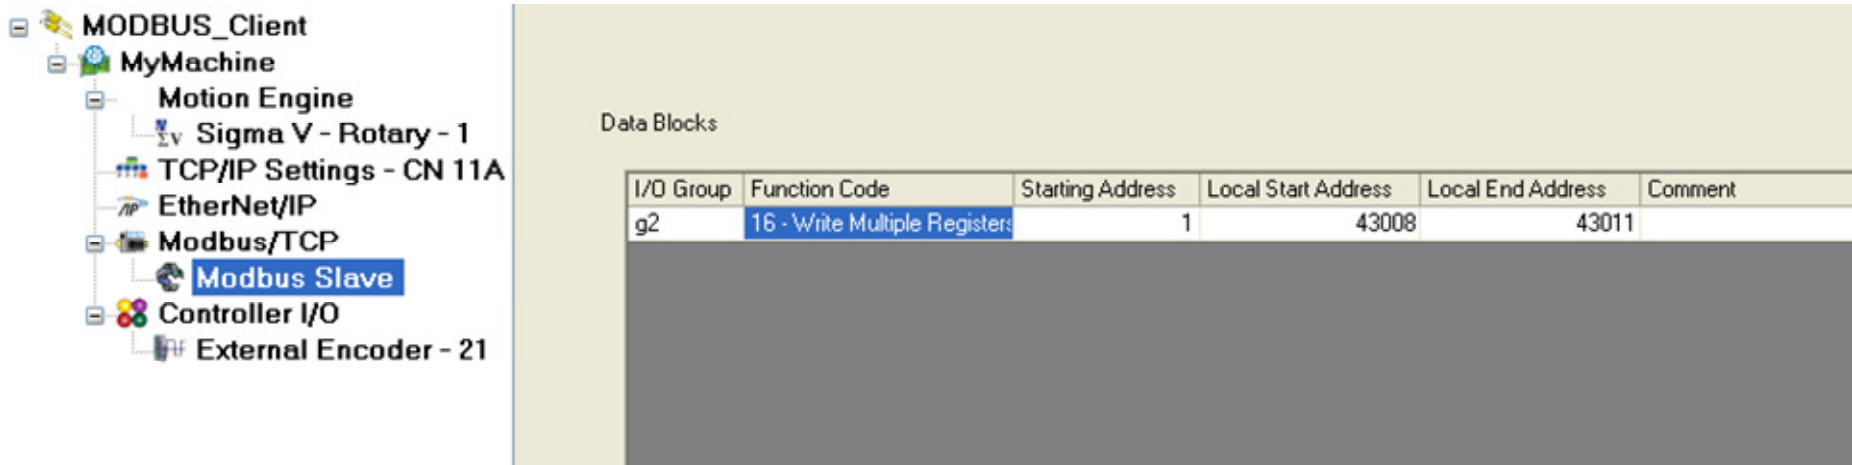 MODBUS_Client
MyMachine
Motion Engine
Sigma V - Rotary - 1
TCP/IP Settings - CN 11A
EtherNet/IP
Modbus/TCP
Modbus Slave
Controller I/O
External Encoder - 21
Data Blocks
I/O Group Function Code Starting Address Local Start Address Local End Address Comment
g2 16 - Write Multiple Registers 1 43008 43011